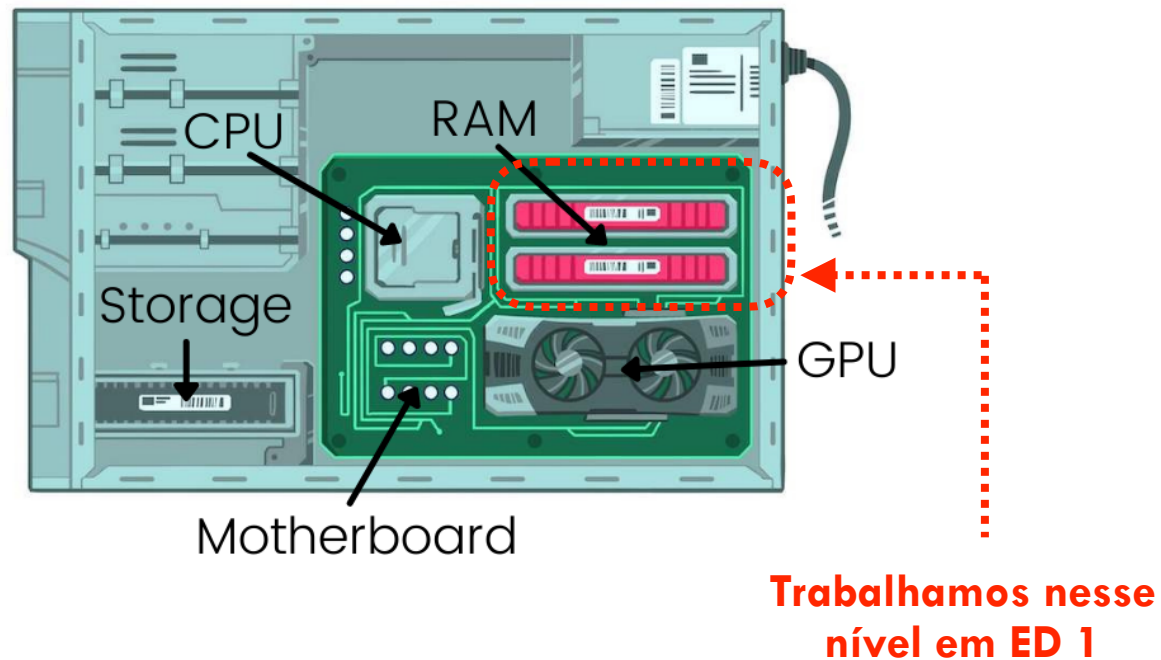 CPU
RAM
Storage
GPU
Motherboard
Trabalhamos nesse
nível em ED 1